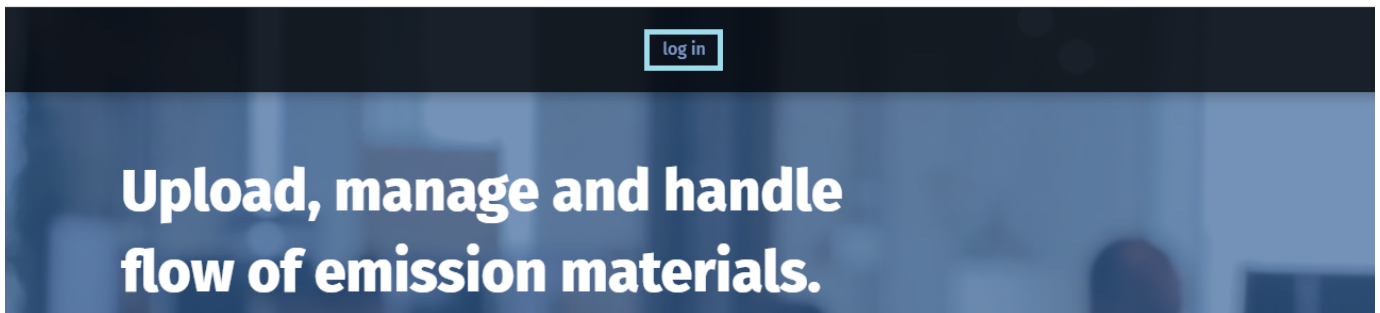 log in
Upload, manage and handle
flow of emission materials.